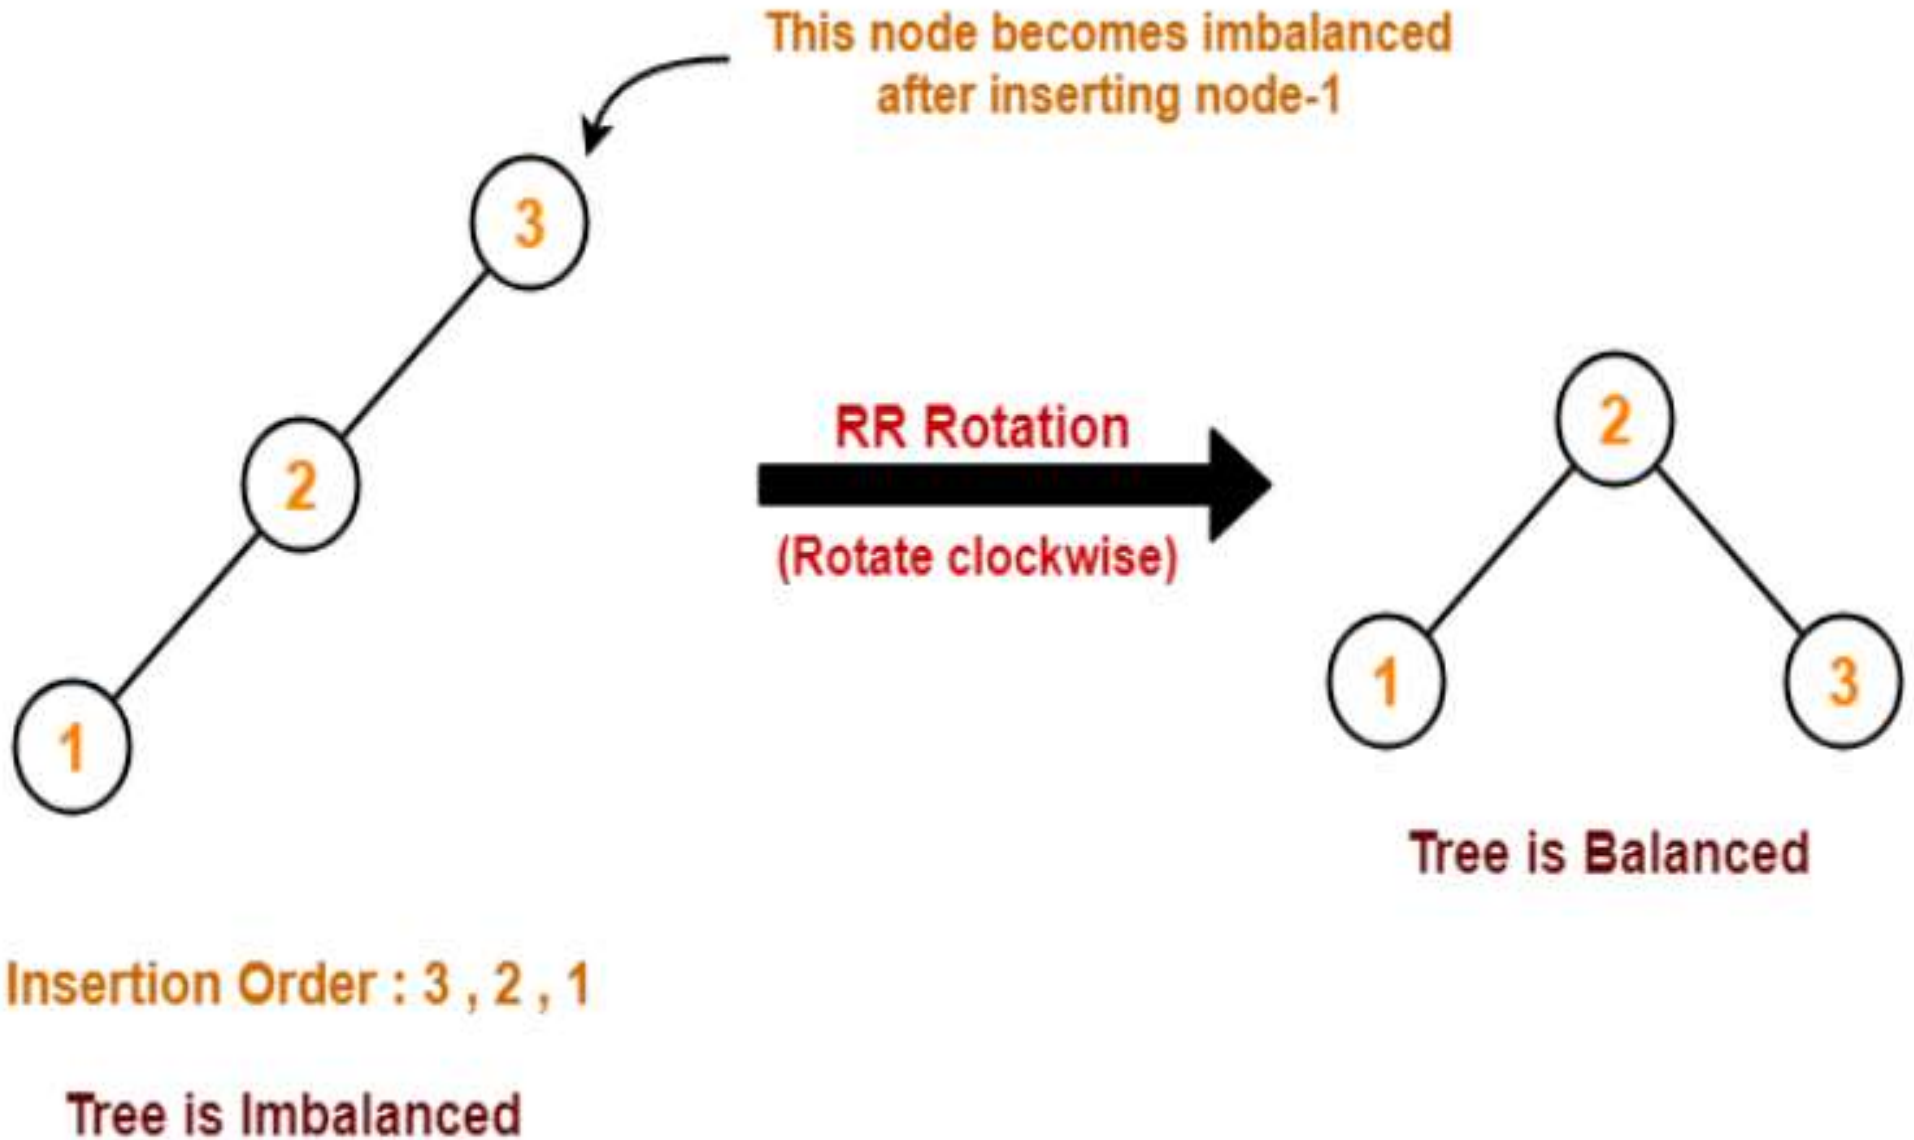 This node becomes imbalanced
after inserting node-1
3
2
1
RR Rotation
(Rotate clockwise)
2
1
3
Tree is Balanced
Insertion Order : 3 , 2 , 1
Tree is Imbalanced